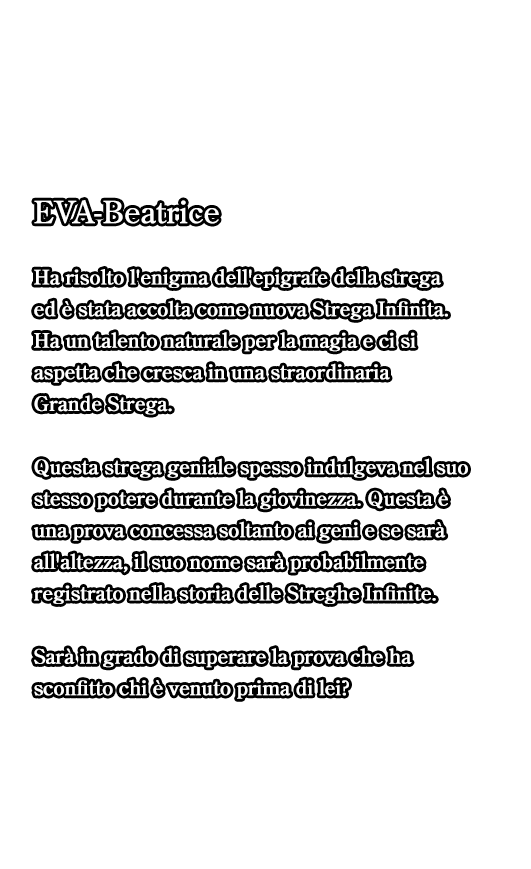 EVA-Beatrice
Ha risolto l'enigma dell'epigrafe della strega
ed è stata accolta come nuova Strega Infinita.
Ha un talento naturale per la magia e ci si
aspetta che cresca in una straordinaria
Grande Strega.
Questa strega geniale spesso indulgeva nel suo
stesso potere durante la giovinezza. Questa è
una prova concessa soltanto ai geni e se sarà
all'altezza, il suo nome sarà probabilmente
registrato nella storia delle Streghe Infinite.
Sarà in grado di superare la prova che ha
sconfitto chi è venuto prima di lei?